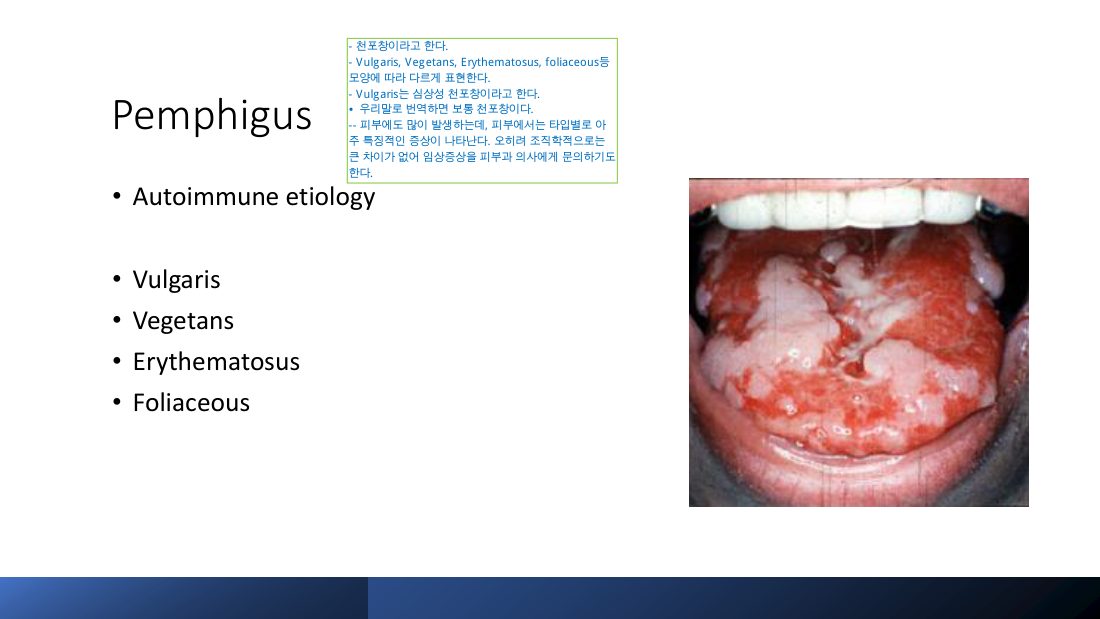 - 천포창이라고 한다.
- Vulgaris, Vegetans, Erythematosus, foliaceous등
모양에 따라 다르게 표현한다.
- Vulgaris는 심상성 천포창이라고 한다.
• 우리말로 번역하면 보통 천포창이다.
-- 피부에도 많이 발생하는데, 피부에서는 타입별로 아
주 특징적인 증상이 나타난다. 오히려 조직학적으로는
큰 차이가 없어 임상증상을 피부과 의사에게 문의하기도
한다.
Pemphigus
• Autoimmune etiology
• Vulgaris
• Vegetans
• Erythematosus
• Foliaceous